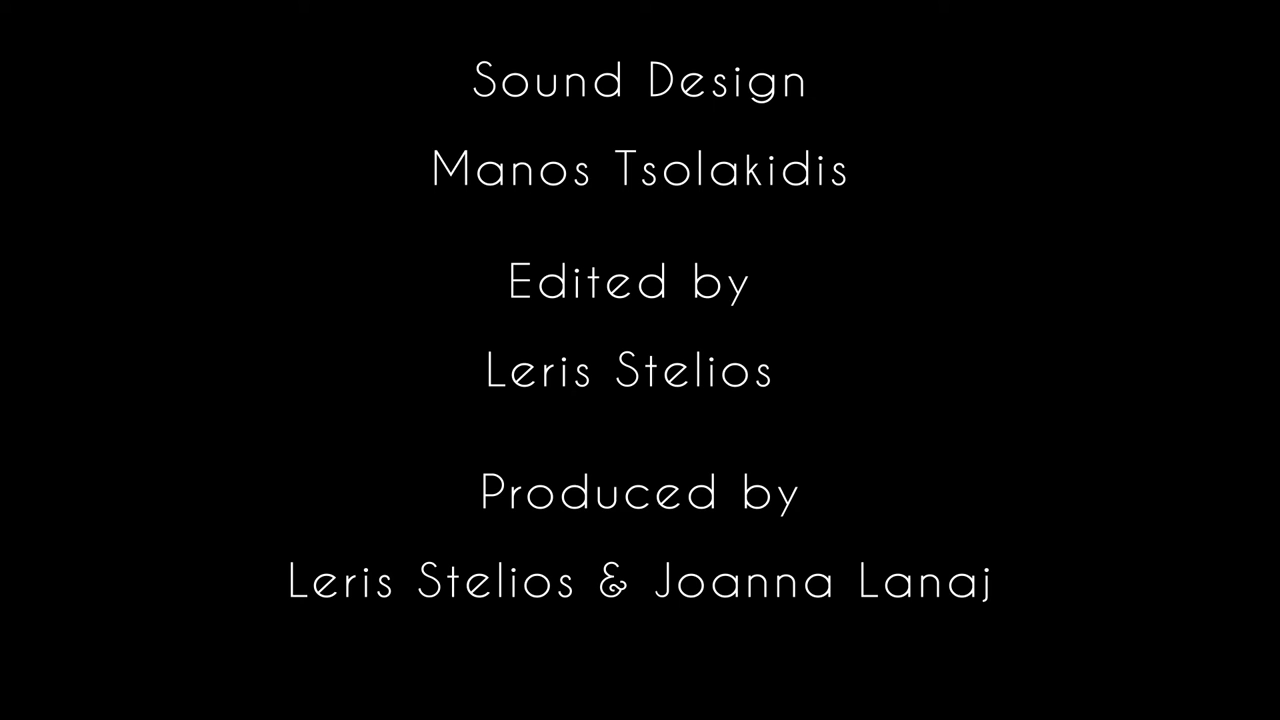 Sound Design
Manos Tsolakidis
Edited by
Leris Stelios
Produced by
Leris Stelios & Joanna Lanaj